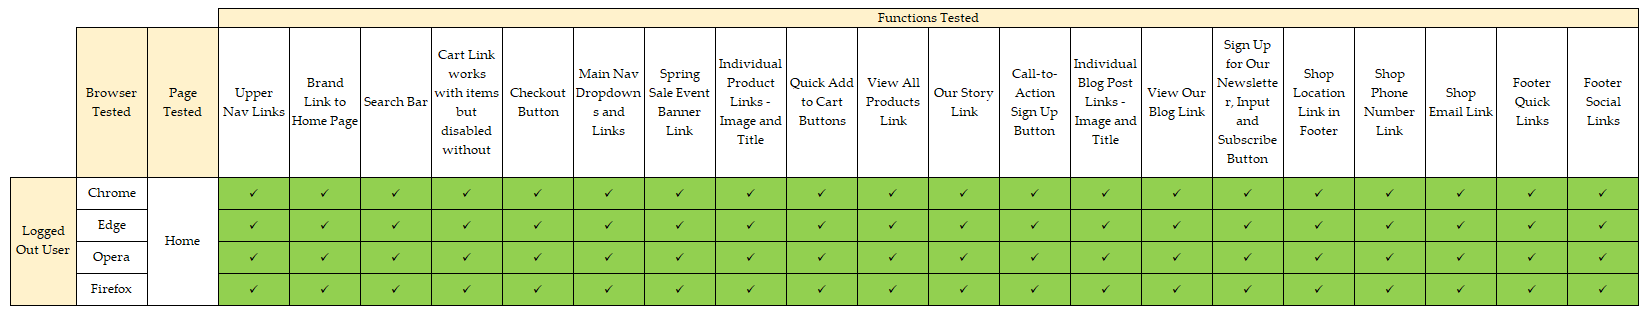 Functions Tested
Browser
Tested
Page
Tested
Upper
Nav Links
Brand
Link to
Home Page
Search Bar
Cart Link
works
with items
but
disabled
without
Checkout
Button
Main Nav
Dropdown
s and
Links
Spring
Sale Event
Banner
Link
Individual
Product
Links -
Image and
Title
Quick Add
to Cart
Buttons
View All
Products
Link
Our Story
Link
Call-to-
Action
Sign Up
Button
Individual
Blog Post
Links -
Image and
Title
View Our
Blog Link
Sign Up
for Our
Newslette
r, Input
and
Subscribe
Button
Shop
Location
Link in
Footer
Shop
Phone
Number
Link
Shop
Email Link
Footer
Quick
Links
Footer
Social
Links
Logged
Out User
Home
Chrome ✓ ✓ ✓ ✓ ✓ ✓ ✓ ✓ ✓ ✓ ✓ ✓ ✓ ✓ ✓ ✓ ✓ ✓ ✓ ✓
Edge ✓ ✓ ✓ ✓ ✓ ✓ ✓ ✓ ✓ ✓ ✓ ✓ ✓ ✓ ✓ ✓ ✓ ✓ ✓ ✓
Opera ✓ ✓ ✓ ✓ ✓ ✓ ✓ ✓ ✓ ✓ ✓ ✓ ✓ ✓ ✓ ✓ ✓ ✓ ✓ ✓
Firefox ✓ ✓ ✓ ✓ ✓ ✓ ✓ ✓ ✓ ✓ ✓ ✓ ✓ ✓ ✓ ✓ ✓ ✓ ✓ ✓